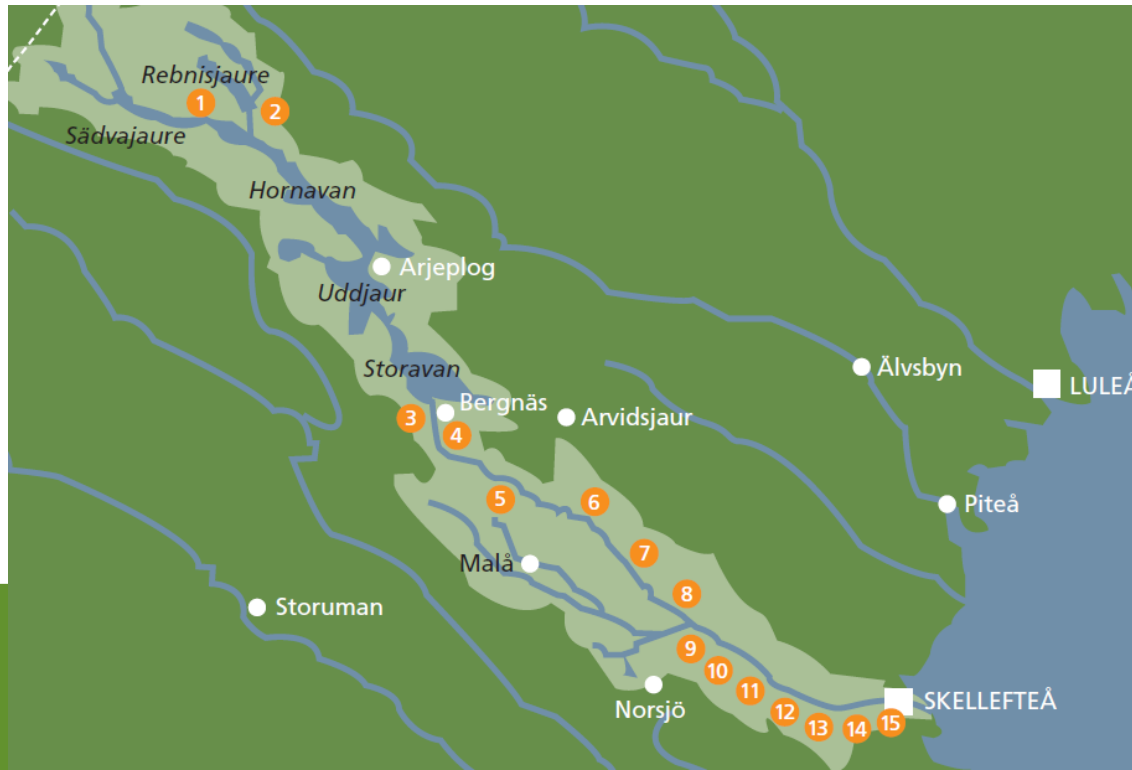 Rebnisjaure
1
2
Sädvajaure
Hornavan
Arjeplog
Uddjaur
Storavan
Älvsbyn
LULEÅ
Bergnäs
3
Arvidsjaur
4
5
6
Piteå
7
Malå
8
Storuman
9
10
11
Norsjö
12
SKELLEFTEÅ
13
14
15